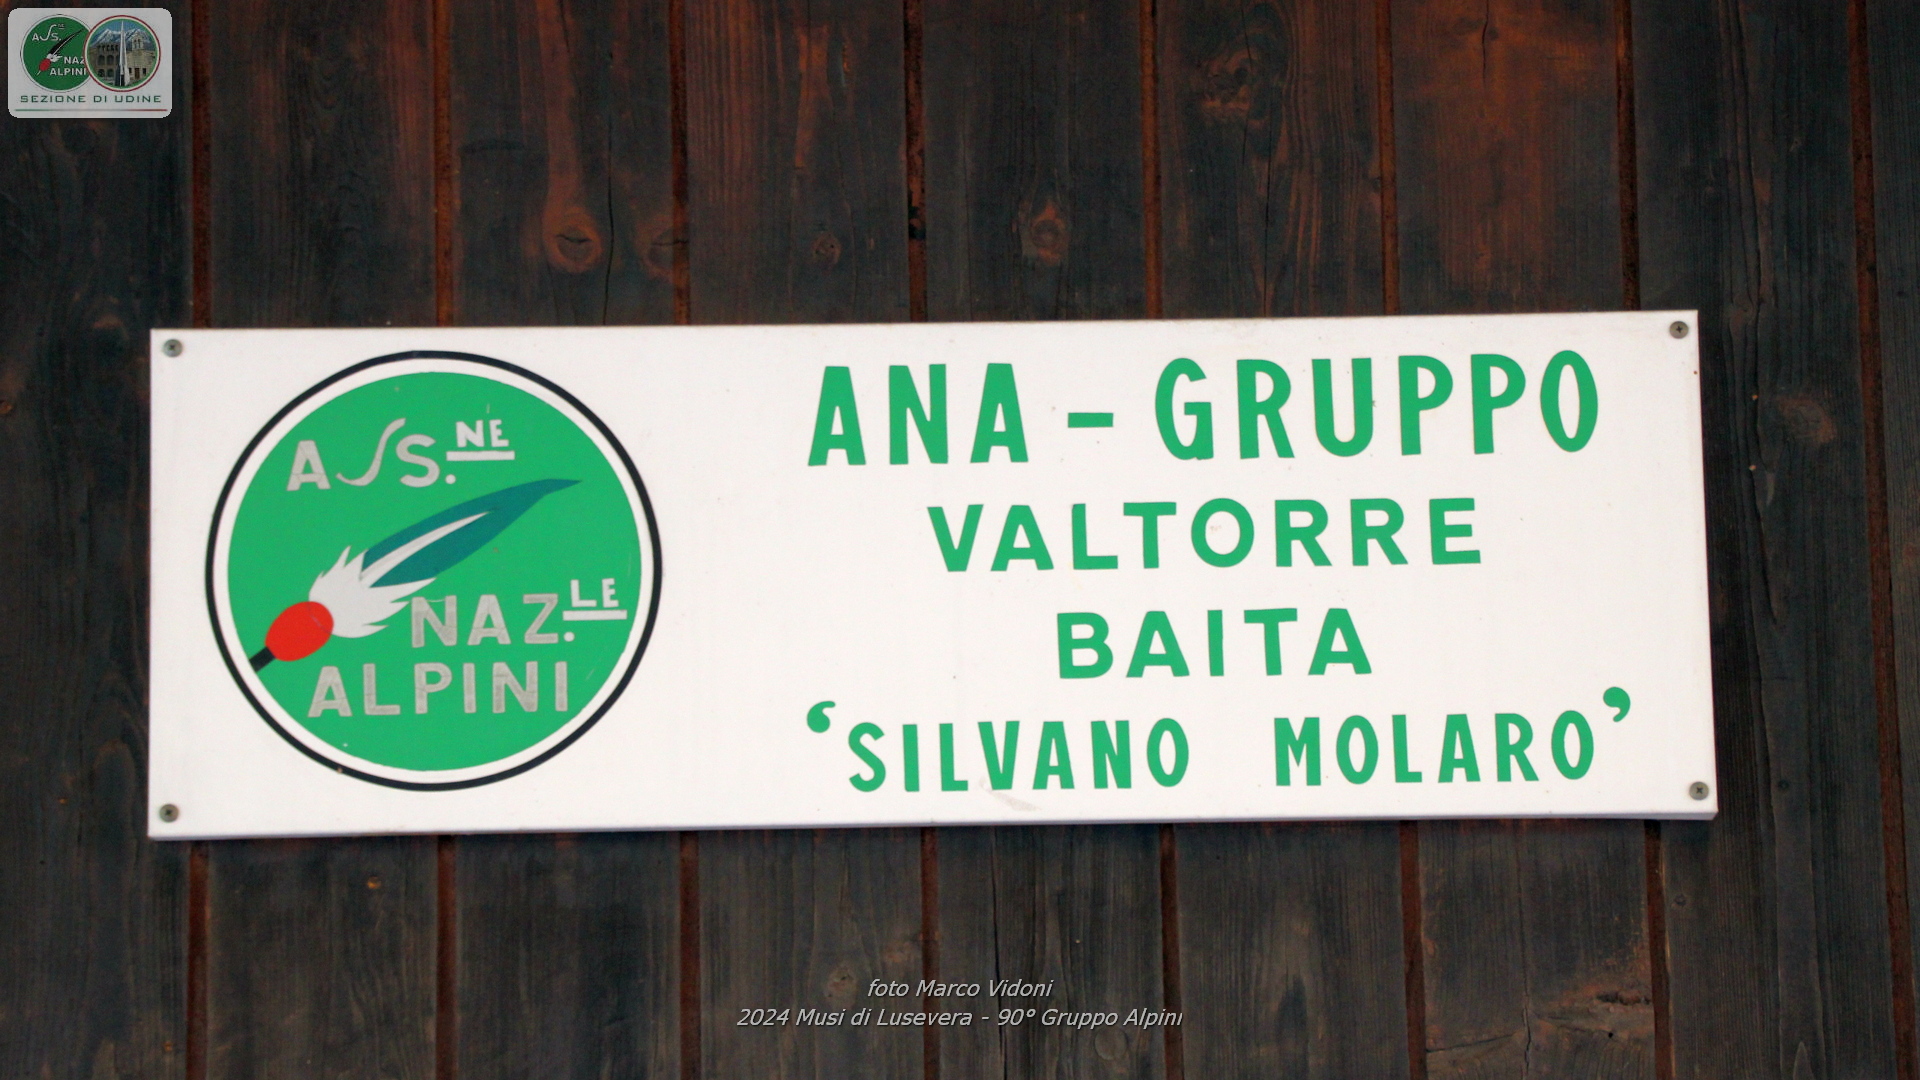 ASS.NE
NAZ.LE
ALPINI
SEZIONE DI UDINE
ASS.NE
NAZ.LE
ALPINI
ANA - GRUPPO
VALTORRE
BAITA
‘SILVANO MOLARO’
foto Marco Vidoni
2024 Musi di Lusevera - 90° Gruppo Alpini